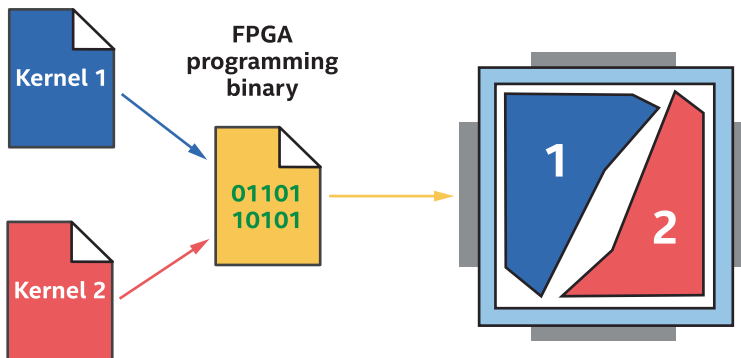 Kernel 1
FPGA
programming
binary
01101
10101
Kernel 2
1
2